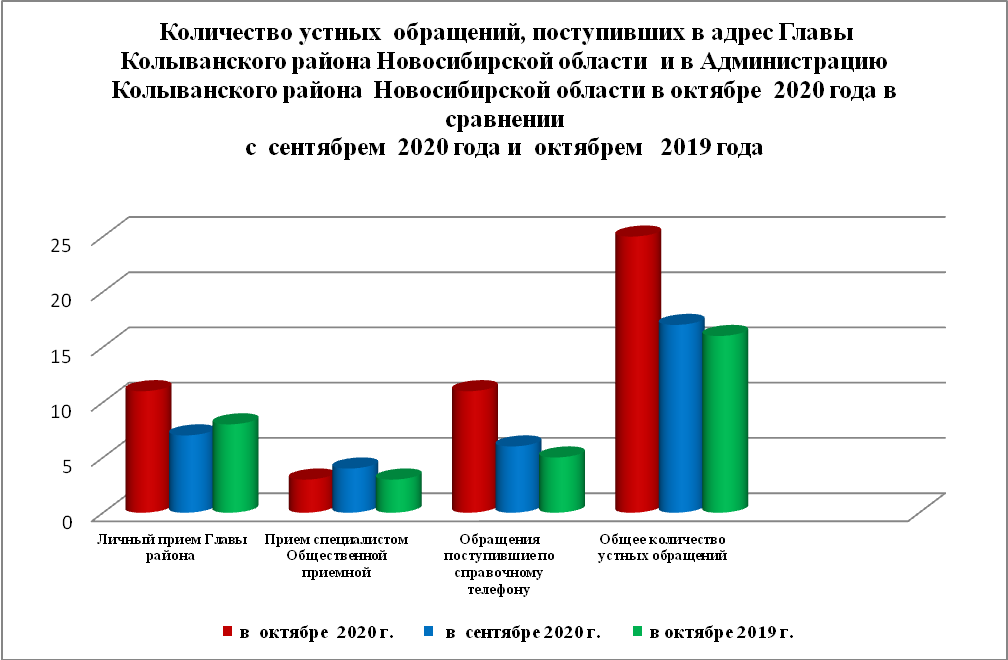 Количество устных обращений, поступивших в адрес Главы
Колыванского района Новосибирской области и в Администрацию
Колыванского района Новосибирской области в октябре 2020 года в
сравнении
с сентябрем 2020 года и октябрем 2019 года
25
20
15
10
5
0
Личный прием Главы
района
Прием специалистом
Общественной
приемной
Обращения
поступившие по
справочному
телефону
Общее количество
устных обращений
в октябре 2020 г.
в сентябре 2020 г.
в октябре 2019 г.